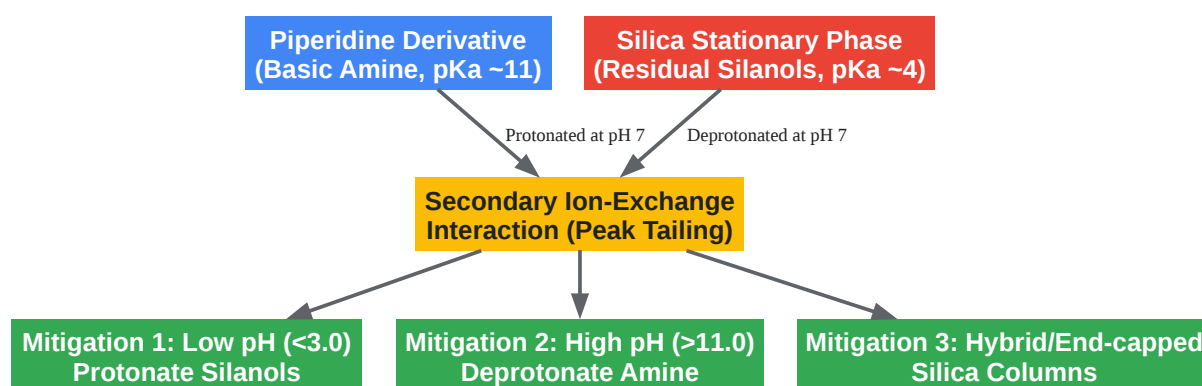 Piperidine Derivative
(Basic Amine, pKa ~11)
Silica Stationary Phase
(Residual Silanols, pKa ~4)
Protonated at pH 7
Deprotonated at pH 7
Secondary Ion-Exchange
Interaction (Peak Tailing)
Mitigation 1: Low pH (<3.0)
Protonate Silanols
Mitigation 2: High pH (>11.0)
Deprotonate Amine
Mitigation 3: Hybrid/End-capped
Silica Columns